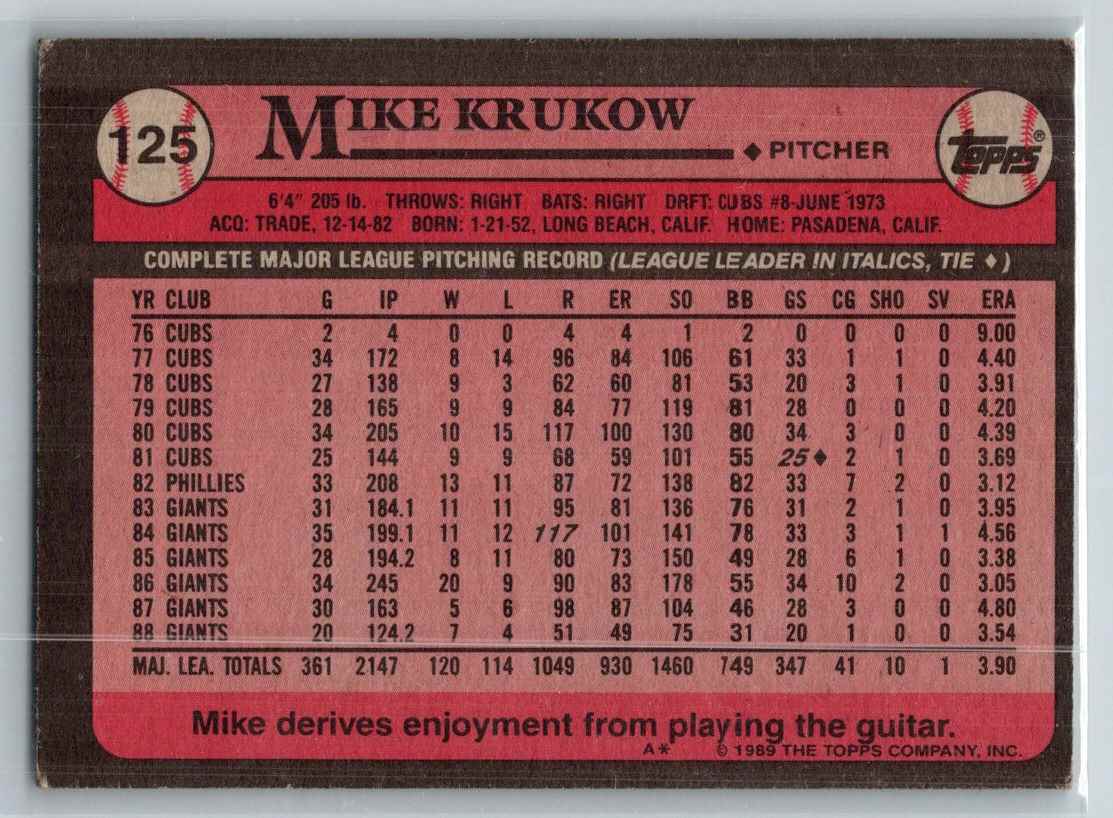 125
MIKE KRUKOW
♦ PITCHER
TOPPS®
6'4" 205 lb. THROWS: RIGHT BATS: RIGHT DRFT: CUBS #8-JUNE 1973
ACQ: TRADE, 12-14-82 BORN: 1-21-52, LONG BEACH, CALIF. HOME: PASADENA, CALIF.
COMPLETE MAJOR LEAGUE PITCHING RECORD (LEAGUE LEADER IN ITALICS, TIE ♦)
YR CLUB G IP W L R ER SO BB GS CG SHO SV ERA
76 CUBS 2 4 0 0 4 4 1 2 0 0 0 0 9.00
77 CUBS 34 172 8 14 96 84 106 61 33 1 1 0 4.40
78 CUBS 27 138 9 3 62 60 81 53 20 3 1 0 3.91
79 CUBS 28 165 9 9 84 77 119 81 28 0 0 0 4.20
80 CUBS 34 205 10 15 117 100 130 80 34 3 0 0 4.39
81 CUBS 25 144 9 9 68 59 101 55 25♦ 2 1 0 3.69
82 PHILLIES 33 208 13 11 87 72 138 82 33 7 2 0 3.12
83 GIANTS 31 184.1 11 11 95 81 136 76 31 2 1 0 3.95
84 GIANTS 35 199.1 11 12 117 101 141 78 33 3 1 1 4.56
85 GIANTS 28 194.2 8 11 80 73 150 49 28 6 1 0 3.38
86 GIANTS 34 245 20 9 90 83 178 55 34 10 2 0 3.05
87 GIANTS 30 163 5 6 98 87 104 46 28 3 0 0 4.80
88 GIANTS 20 124.2 7 4 51 49 75 31 20 1 0 0 3.54
MAJ. LEA. TOTALS 361 2147 120 114 1049 930 1460 749 347 41 10 1 3.90
Mike derives enjoyment from playing the guitar.
A* © 1989 THE TOPPS COMPANY, INC.